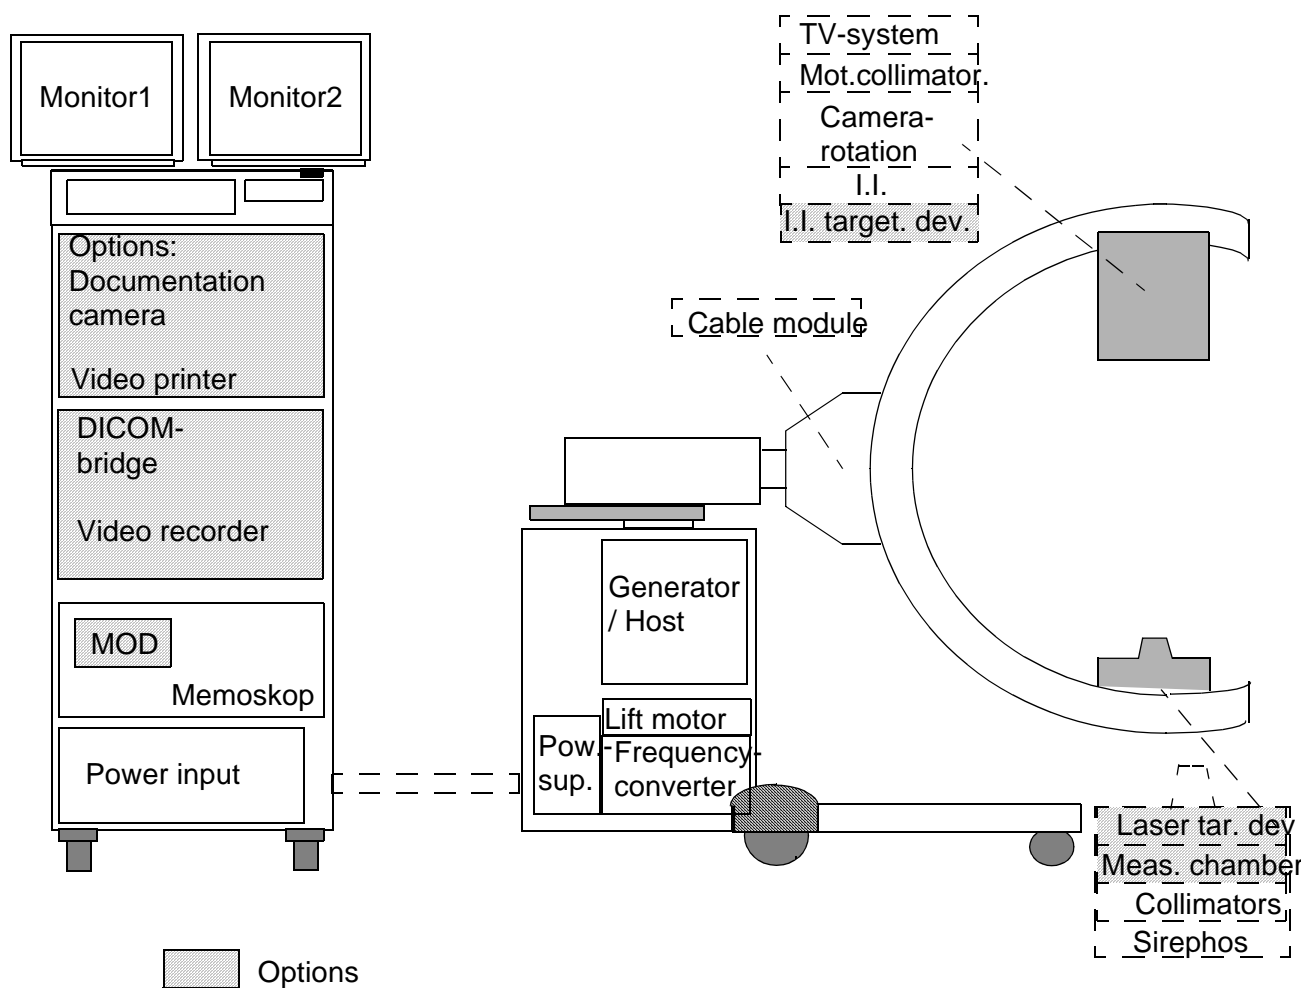 Monitor1
Monitor2
Options:
Documentation
camera
Video printer
DICOM-
bridge
Video recorder
MOD
Memoskop
Power input
TV-system
Mot.collimator.
Camera-
rotation
I.I.
I.I. target. dev.
Cable module
Generator
/ Host
Lift motor
Pow.-
sup.
Frequency-
converter
Laser tar. dev
Meas. chamber
Collimators
Sirephos
Options